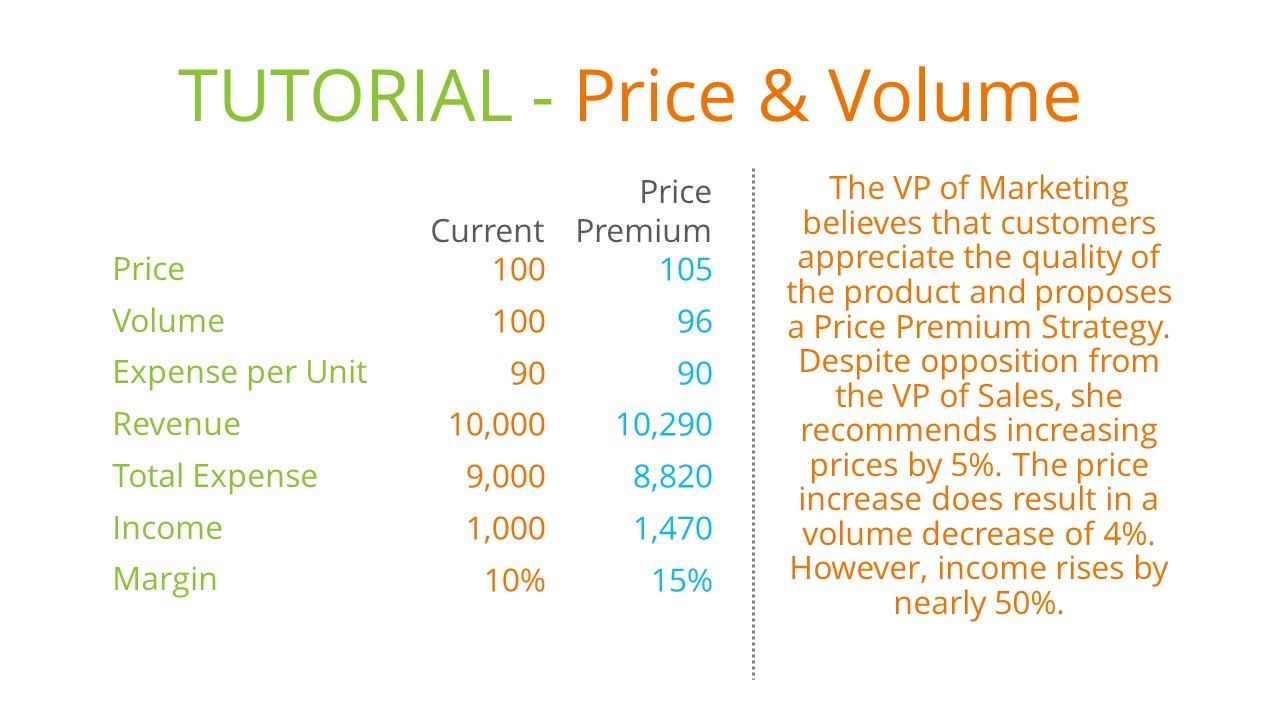 TUTORIAL - Price & Volume
Price
Current Premium
Price 100 105
Volume 100 96
Expense per Unit 90 90
Revenue 10,000 10,290
Total Expense 9,000 8,820
Income 1,000 1,470
Margin 10% 15%
The VP of Marketing
believes that customers
appreciate the quality of
the product and proposes
a Price Premium Strategy.
Despite opposition from
the VP of Sales, she
recommends increasing
prices by 5%. The price
increase does result in a
volume decrease of 4%.
However, income rises by
nearly 50%.